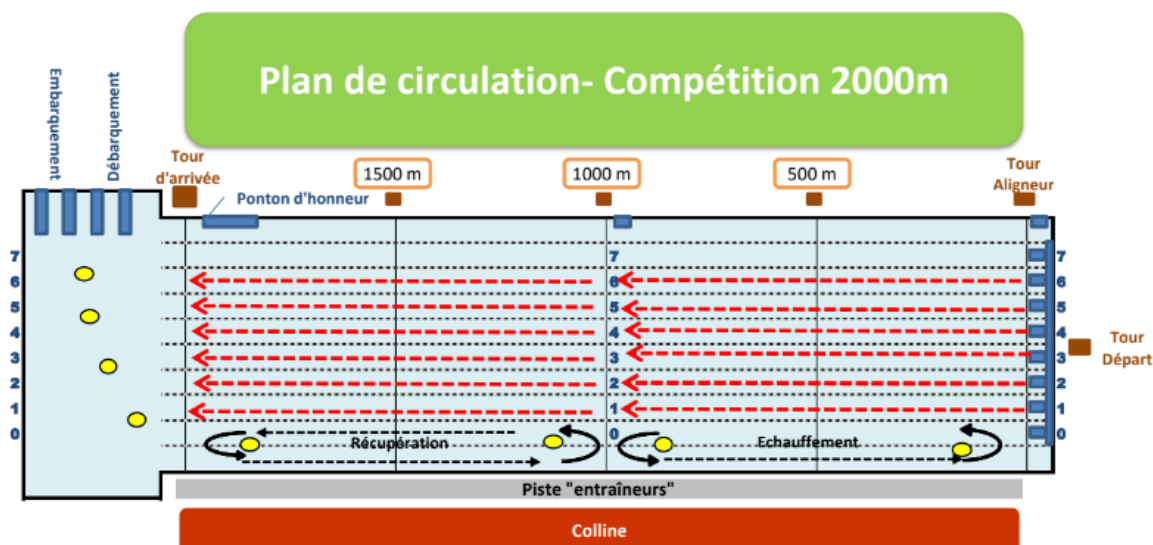 Plan de circulation- Compétition 2000m
Embarquement
Débarquement
Tour
d'arrivée
1500 m
1000 m
500 m
Tour
Aligneur
Ponton d'honneur
7
7
7
6
6
6
5
5
5
4
4
4
3
3
3
Tour
Départ
2
2
2
1
1
1
0
0
0
Récupération
Echauffement
Piste "entraîneurs"
Colline